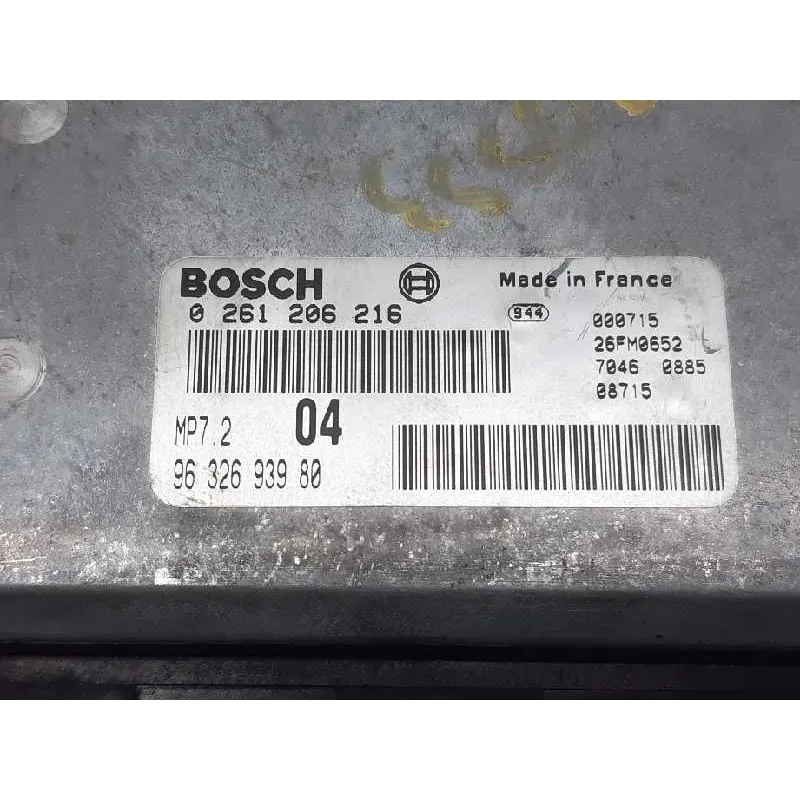 BOSCH Made in France
0 261 206 216 944 000715
26FM0652
7046 0885
08715
MP7.2 04
96 326 939 80